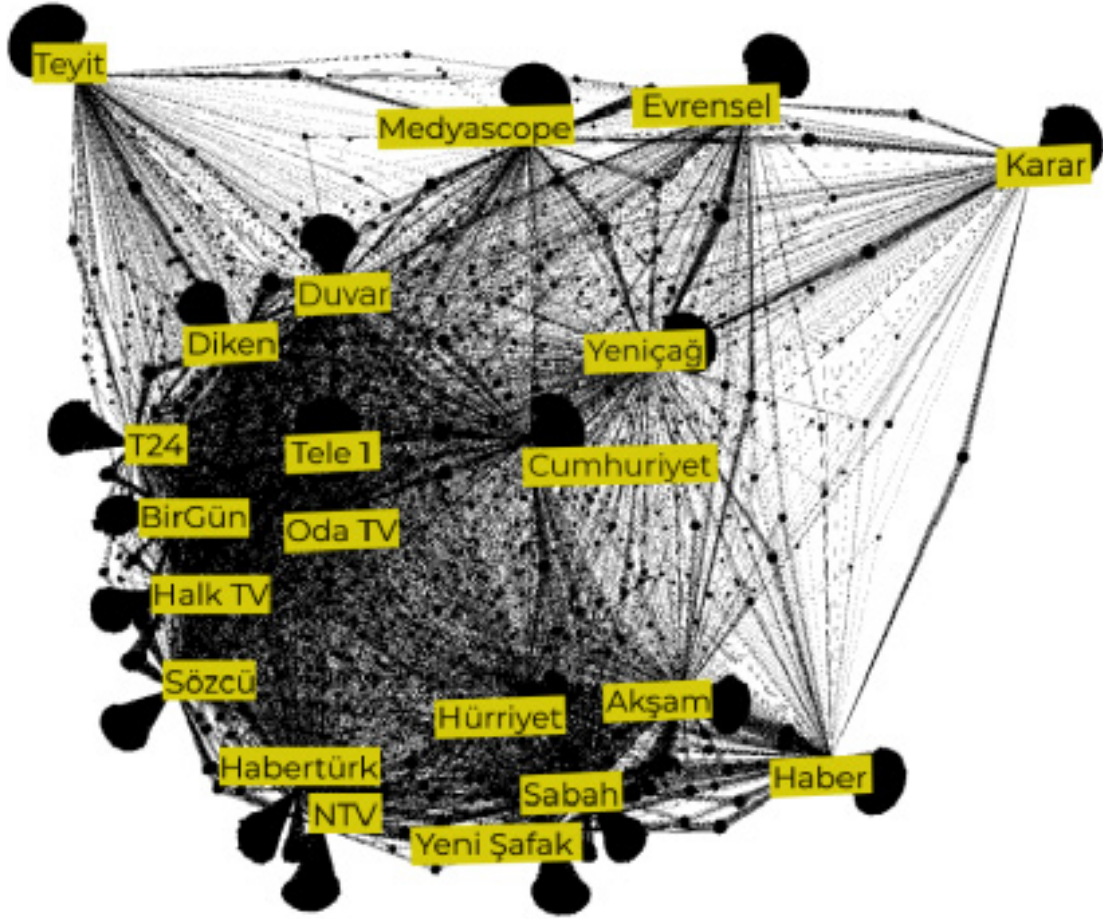 Teyit
Medyascope
Evrensel
Karar
Duvar
Diken
Yeniçağ
T24
Tele 1
Cumhuriyet
BirGün
Oda TV
Halk TV
Sözcü
Hürriyet
Akşam
Habertürk
Sabah
Haber
NTV
Yeni Şafak